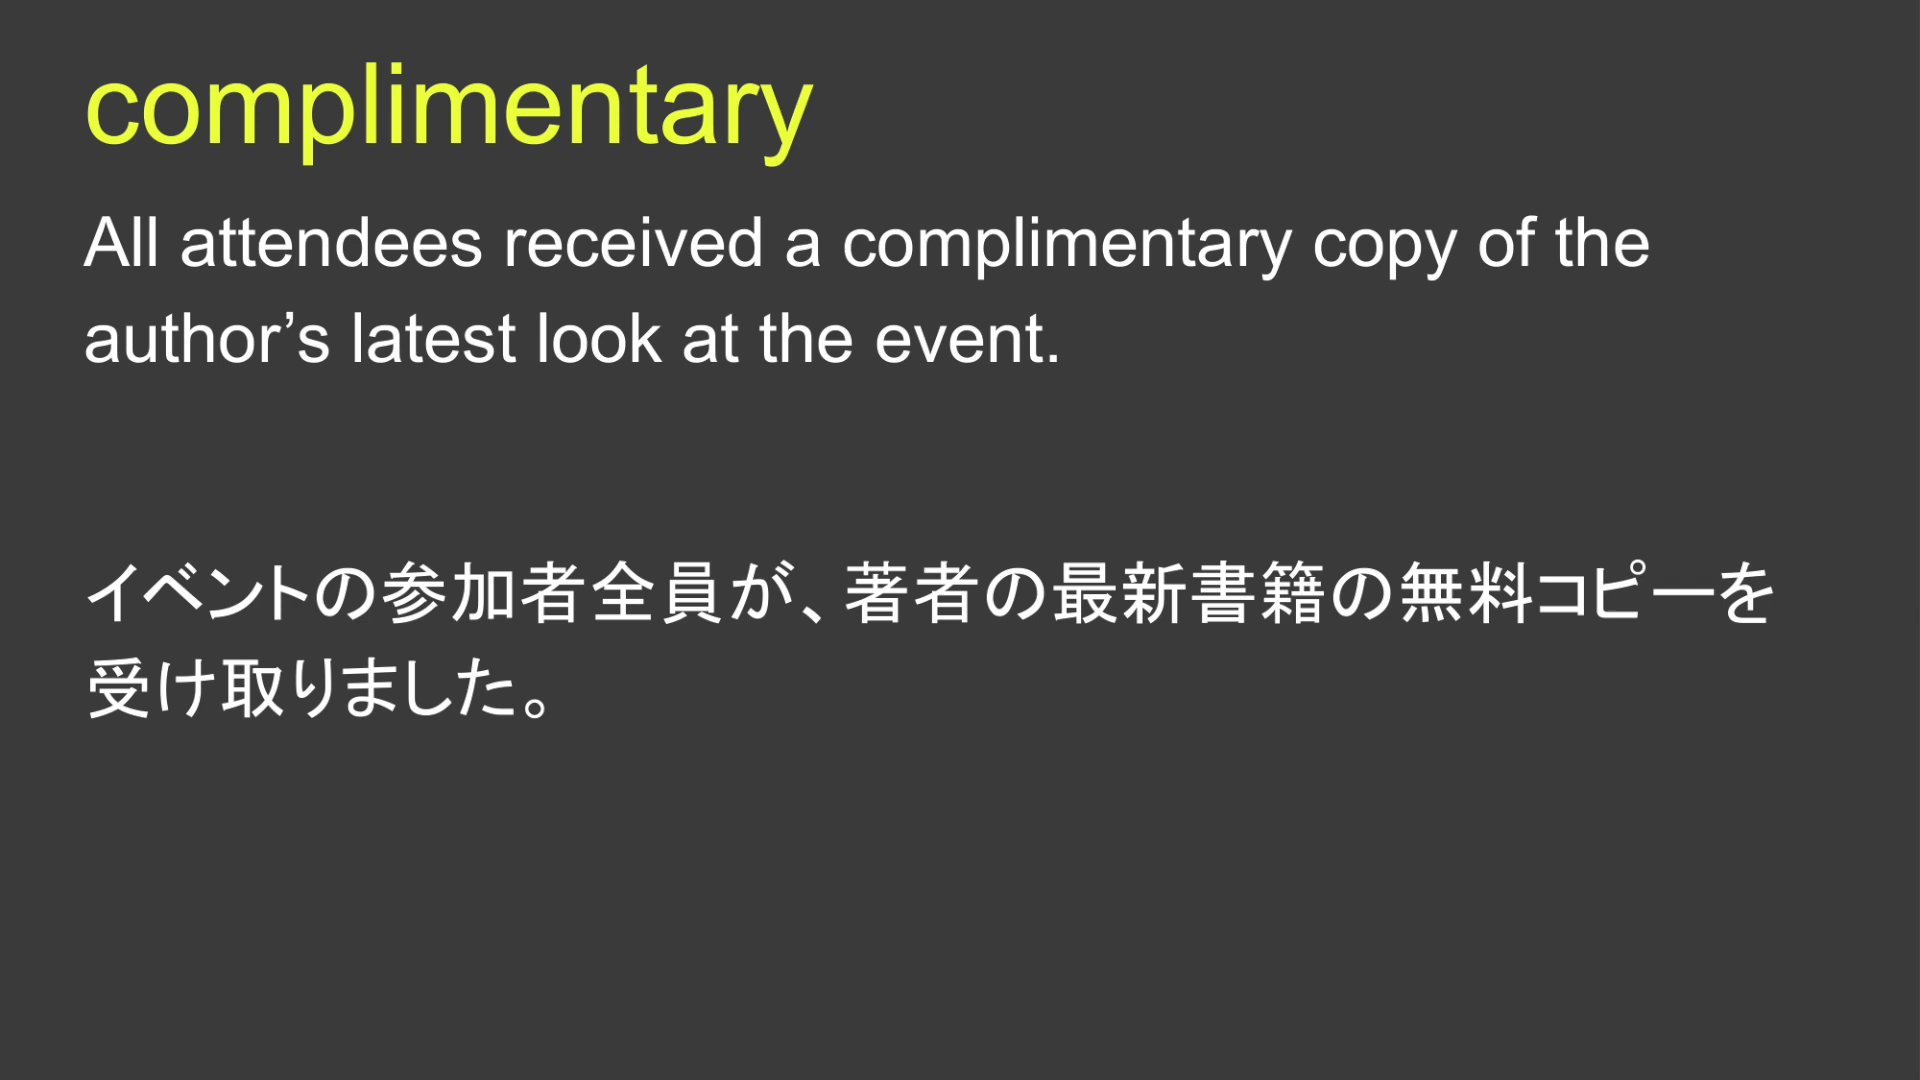 complimentary
All attendees received a complimentary copy of the
author’s latest look at the event.
イベントの参加者全員が、著者の最新書籍の無料コピーを
受け取りました。